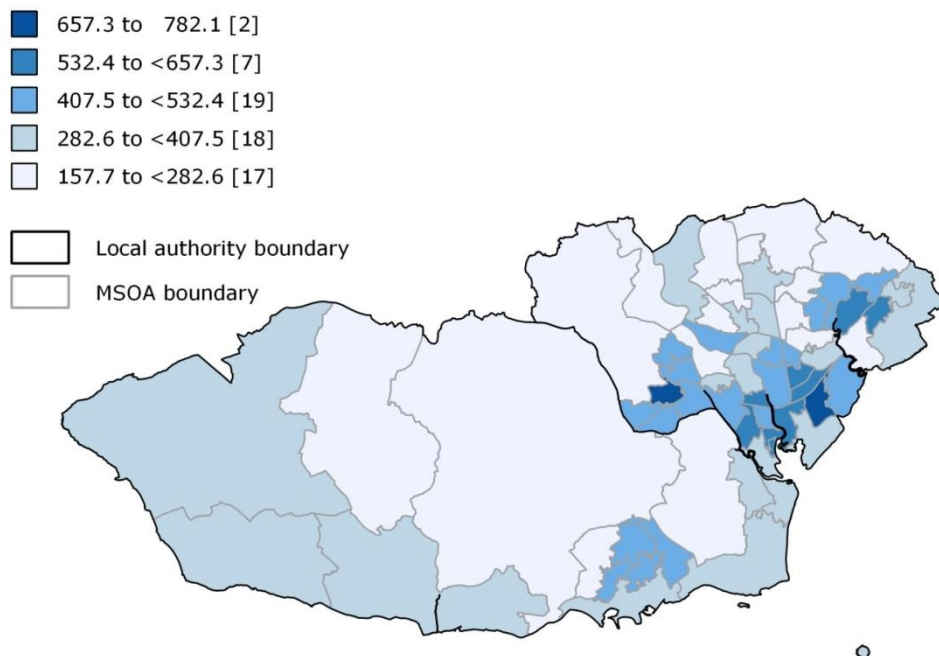 657.3 to 782.1 [2]
532.4 to <657.3 [7]
407.5 to <532.4 [19]
282.6 to <407.5 [18]
157.7 to <282.6 [17]
Local authority boundary
MSOA boundary